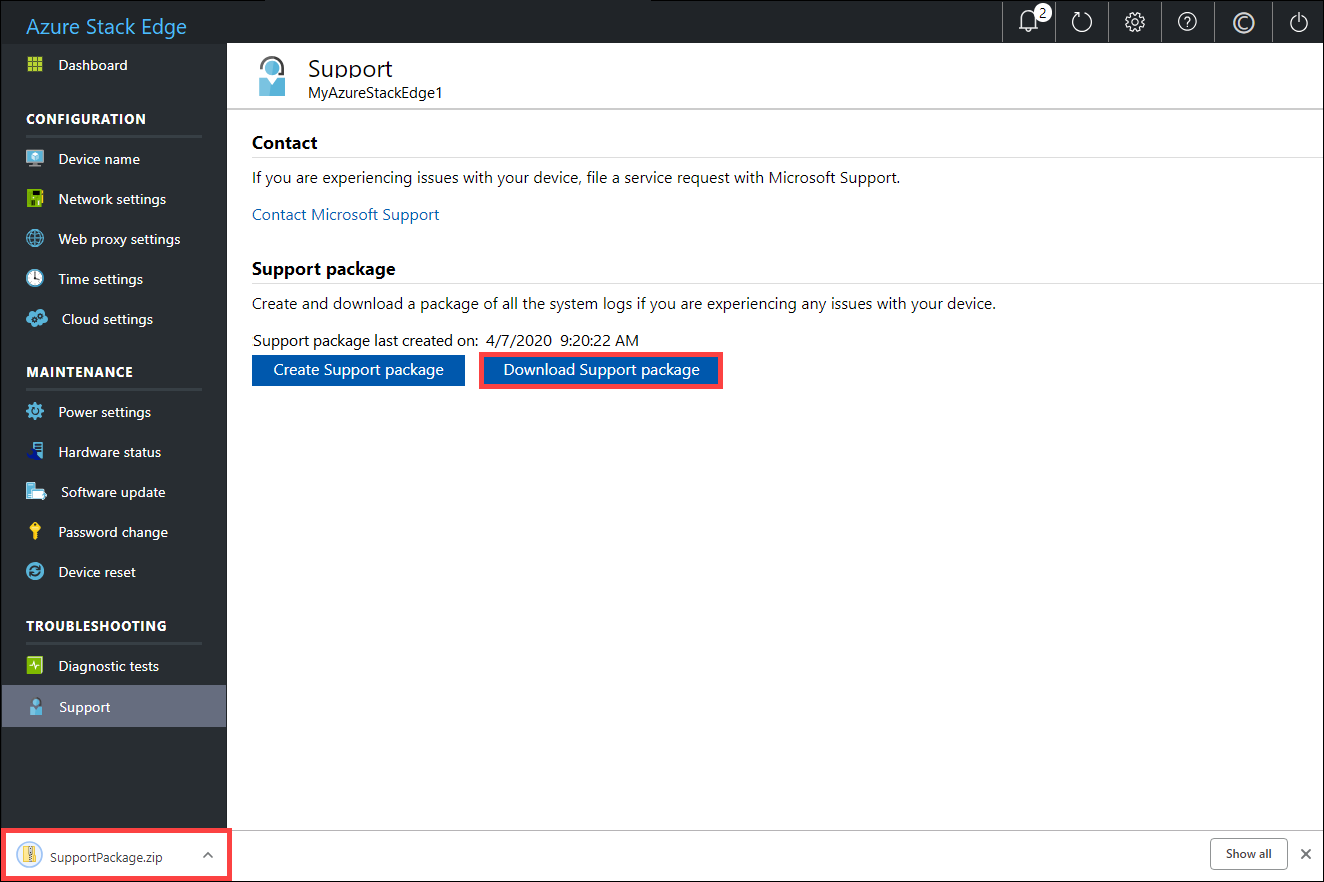 Azure Stack Edge
2
©
Dashboard
CONFIGURATION
Device name
Network settings
Web proxy settings
Time settings
Cloud settings
MAINTENANCE
Power settings
Hardware status
Software update
Password change
Device reset
TROUBLESHOOTING
Diagnostic tests
Support
Support
MyAzureStackEdge1
Contact
If you are experiencing issues with your device, file a service request with Microsoft Support.
Contact Microsoft Support
Support package
Create and download a package of all the system logs if you are experiencing any issues with your device.
Support package last created on: 4/7/2020 9:20:22 AM
Create Support package Download Support package
SupportPackage.zip
Show all